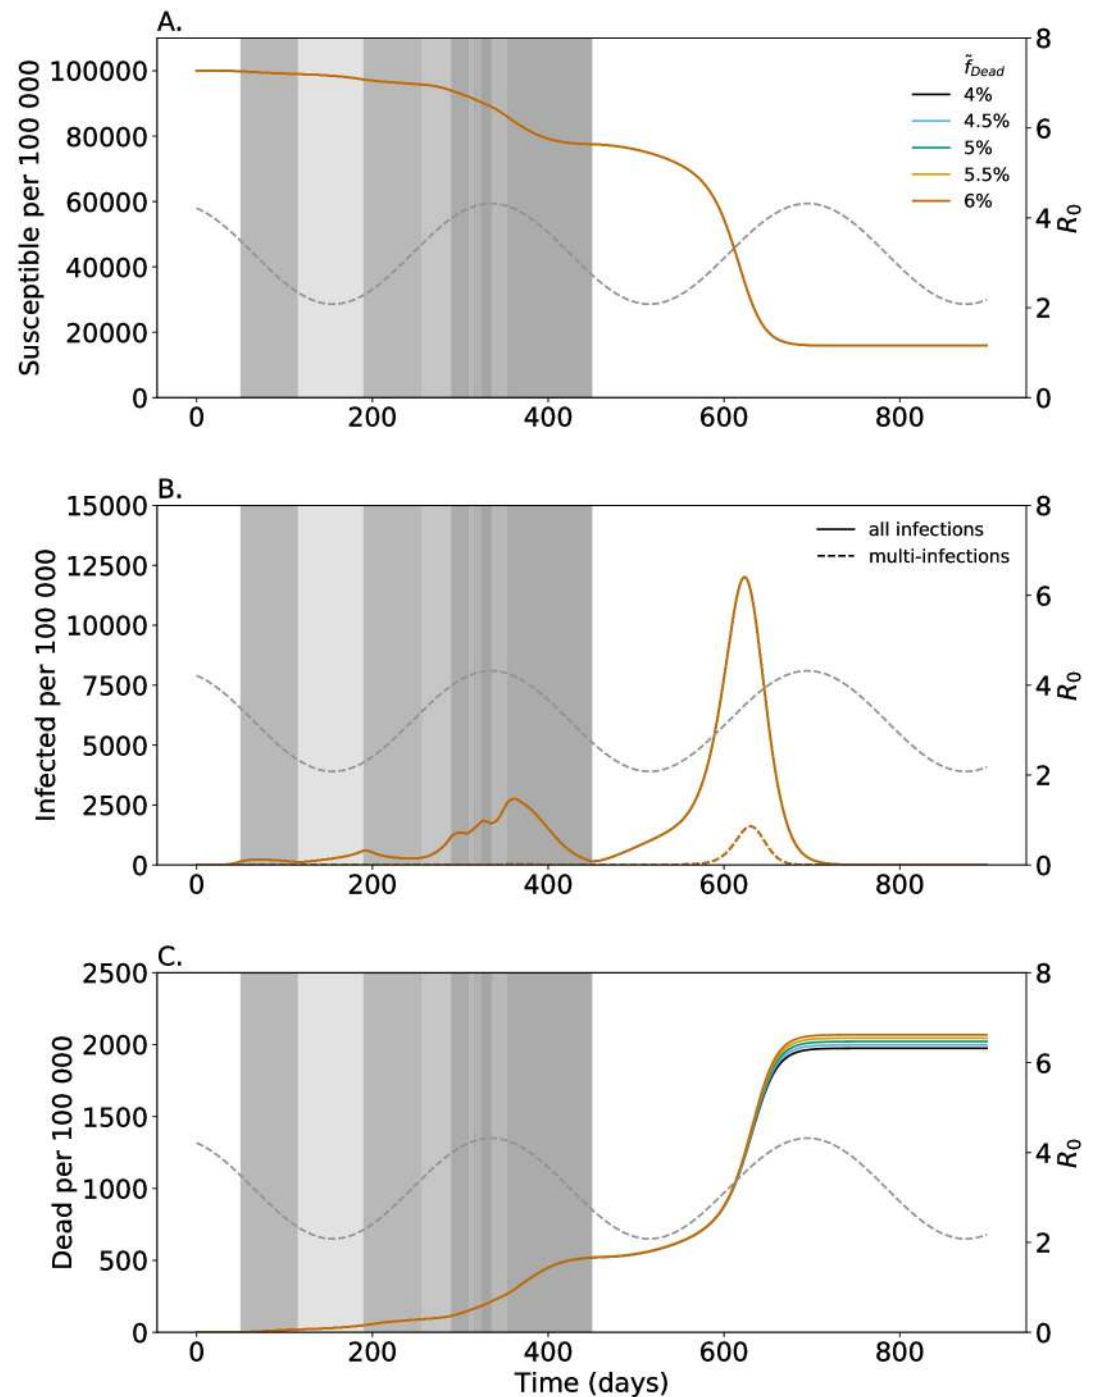 A.
Susceptible per 100 000
100000
80000
60000
40000
20000
0
0 200 400 600 800
8
6
4
2
0
R₀
f̃_Dead
4%
4.5%
5%
5.5%
6%
B.
Infected per 100 000
15000
12500
10000
7500
5000
2500
0
0 200 400 600 800
8
6
4
2
0
R₀
all infections
multi-infections
C.
Dead per 100 000
2500
2000
1500
1000
500
0
0 200 400 600 800
8
6
4
2
0
R₀
Time (days)